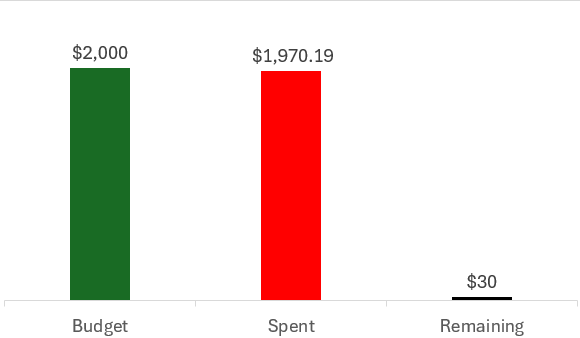 $2,000
$1,970.19
$30
Budget
Spent
Remaining